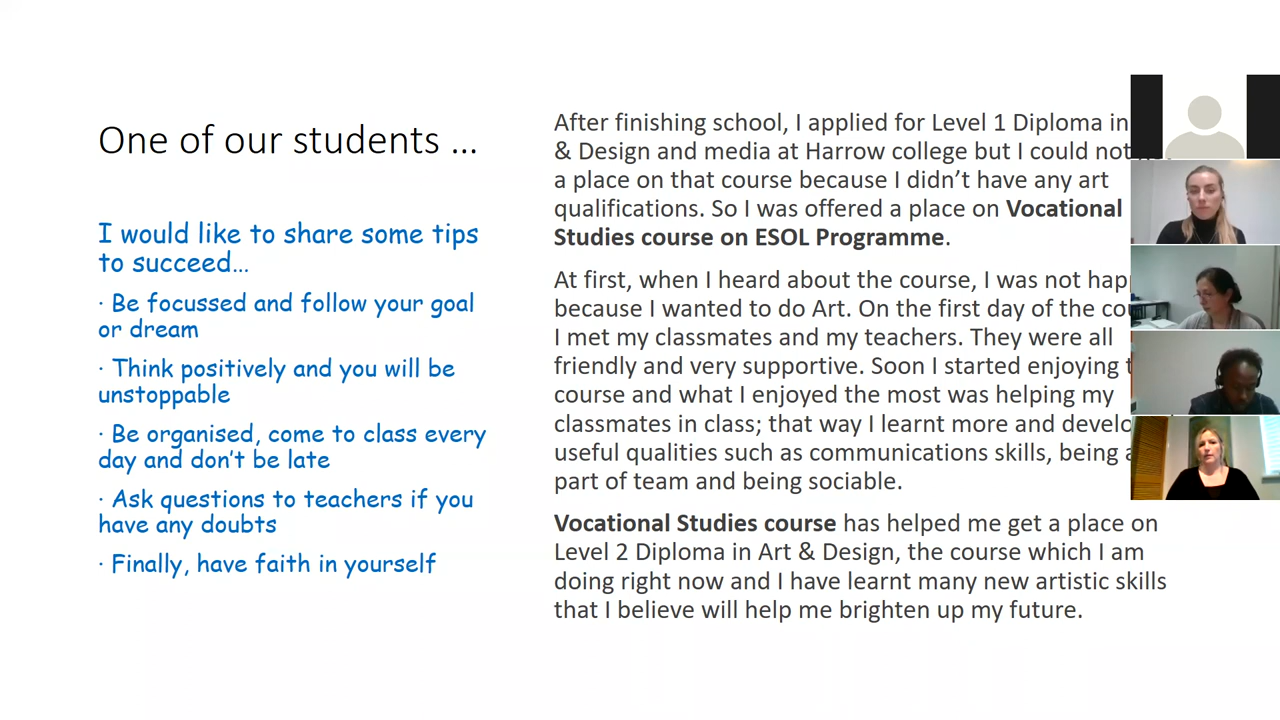 One of our students ...
I would like to share some tips
to succeed...
· Be focussed and follow your goal
or dream
· Think positively and you will be
unstoppable
· Be organised, come to class every
day and don't be late
· Ask questions to teachers if you
have any doubts
· Finally, have faith in yourself
After finishing school, I applied for Level 1 Diploma in
& Design and media at Harrow college but I could not
a place on that course because I didn't have any art
qualifications. So I was offered a place on Vocational
Studies course on ESOL Programme.
At first, when I heard about the course, I was not
because I wanted to do Art. On the first day of the
I met my classmates and my teachers. They were all
friendly and very supportive. Soon I started enjoying
course and what I enjoyed the most was helping my
classmates in class; that way I learnt more and
useful qualities such as communications skills, being
part of team and being sociable.
Vocational Studies course has helped me get a place on
Level 2 Diploma in Art & Design, the course which I am
doing right now and I have learnt many new artistic skills
that I believe will help me brighten up my future.